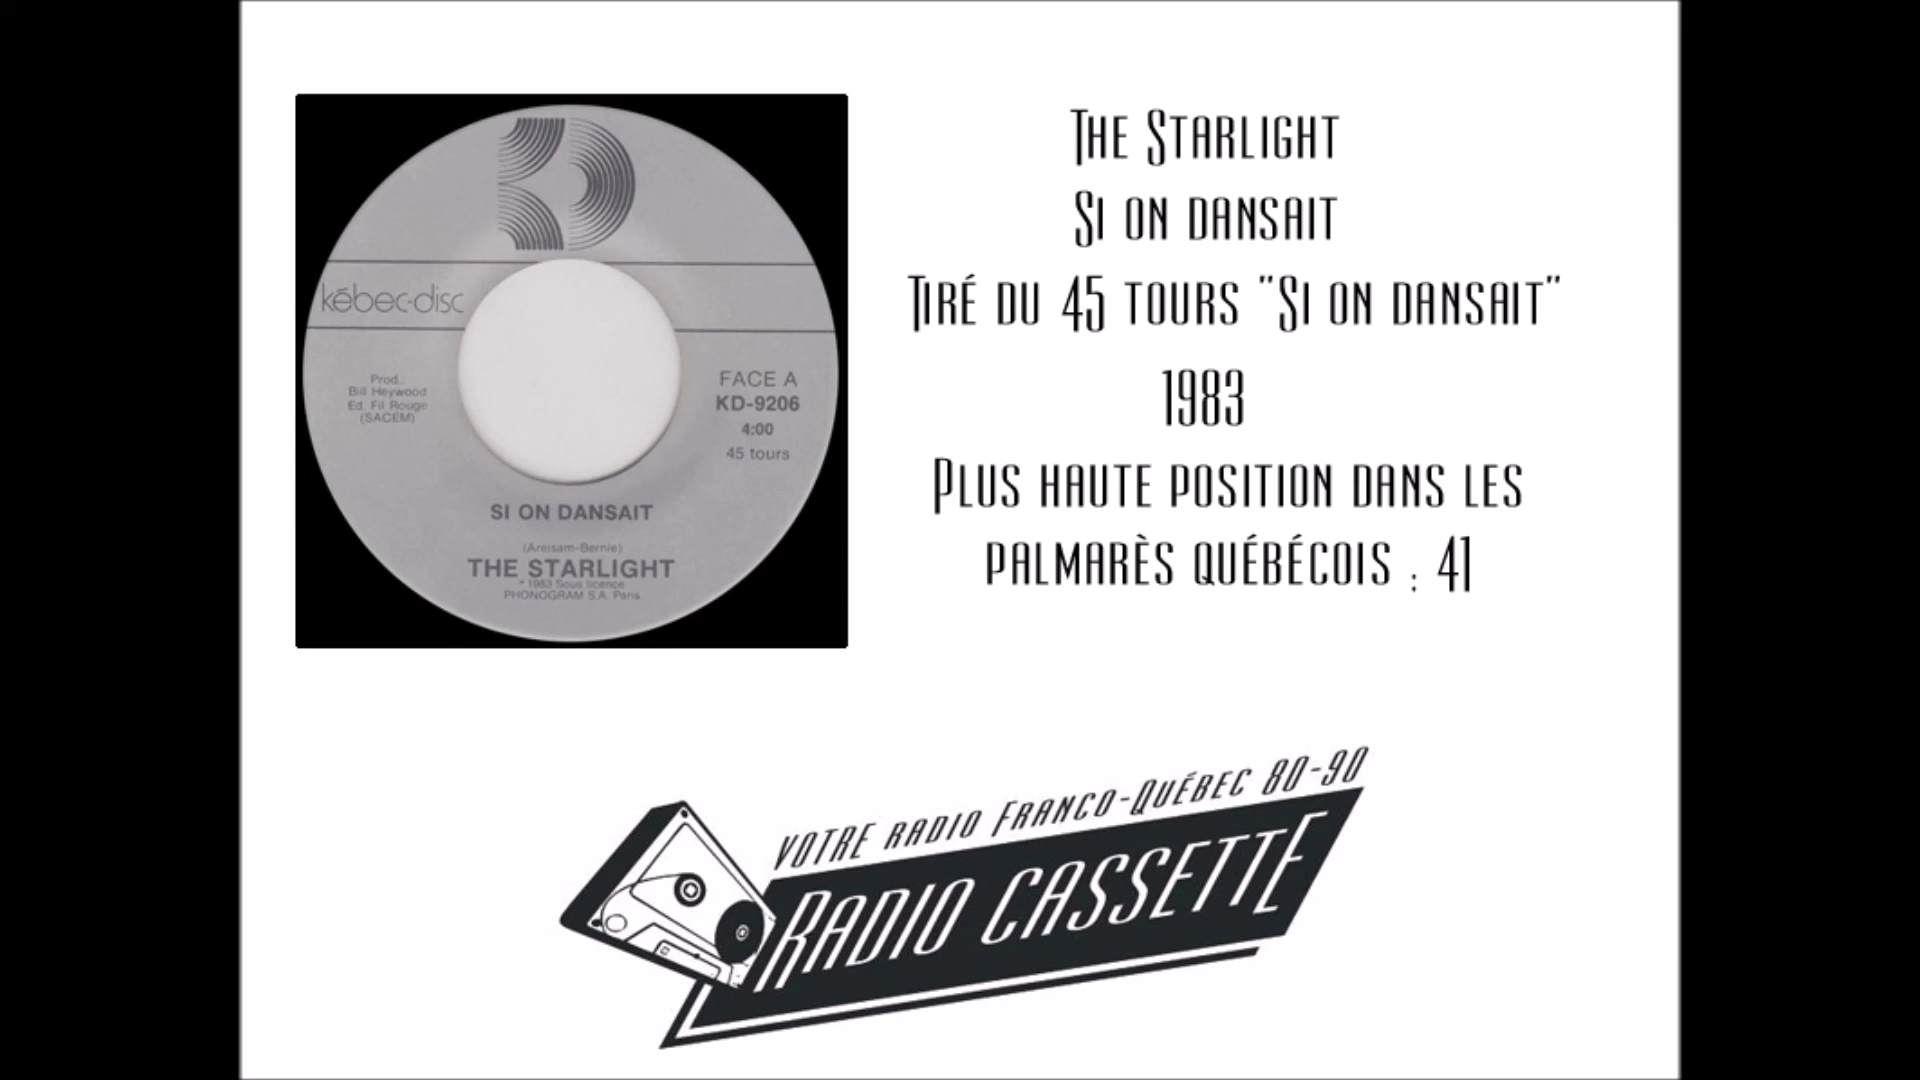 kébec-disc
Prod.:
Bill Heywood
Ed. Fil Rouge
(SACEM)
FACE A
KD-9206
4:00
45 tours
SI ON DANSAIT
(Areisam-Bernie)
THE STARLIGHT
℗ 1983 Sous licence
PHONOGRAM S.A. Paris
The Starlight
Si on dansait
Tiré du 45 tours "Si on dansait"
1983
Plus haute position dans les
palmarès québécois : 41
votre radio Franco-Québec 80-90
Radio Cassette